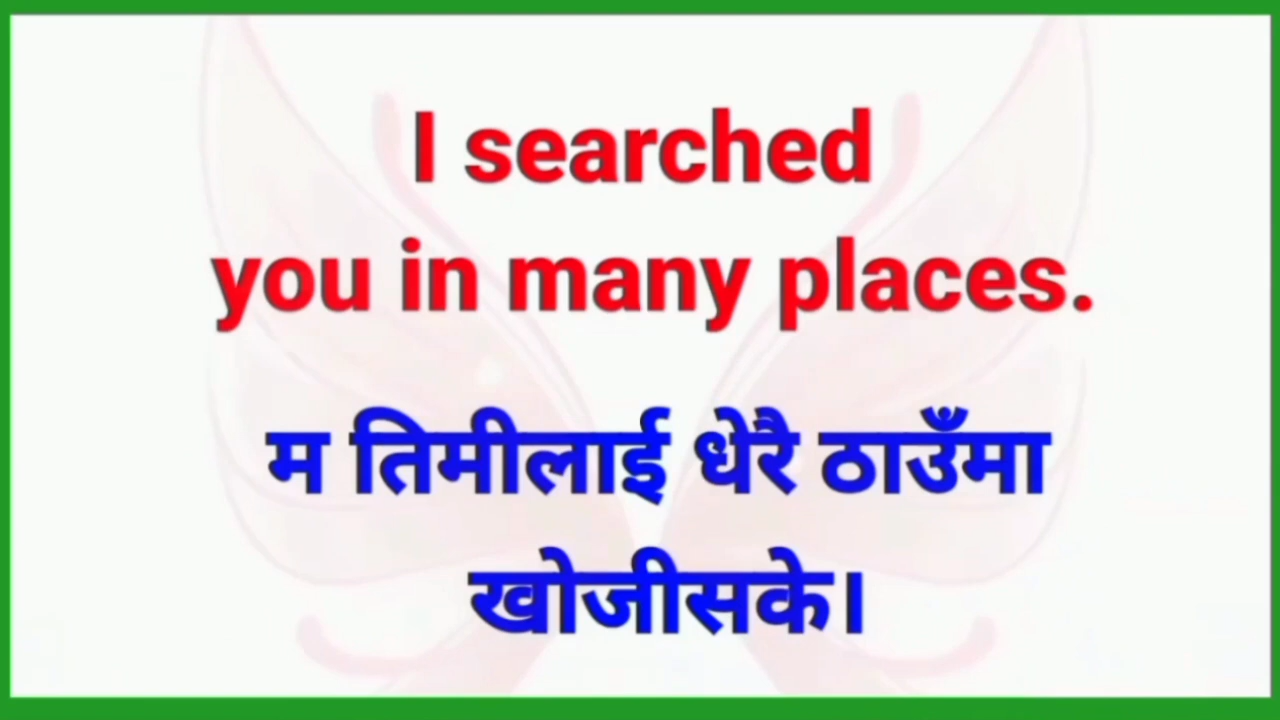 I searched
you in many places.
म तिमीलाई धेरै ठाउँमा
खोजीसके।